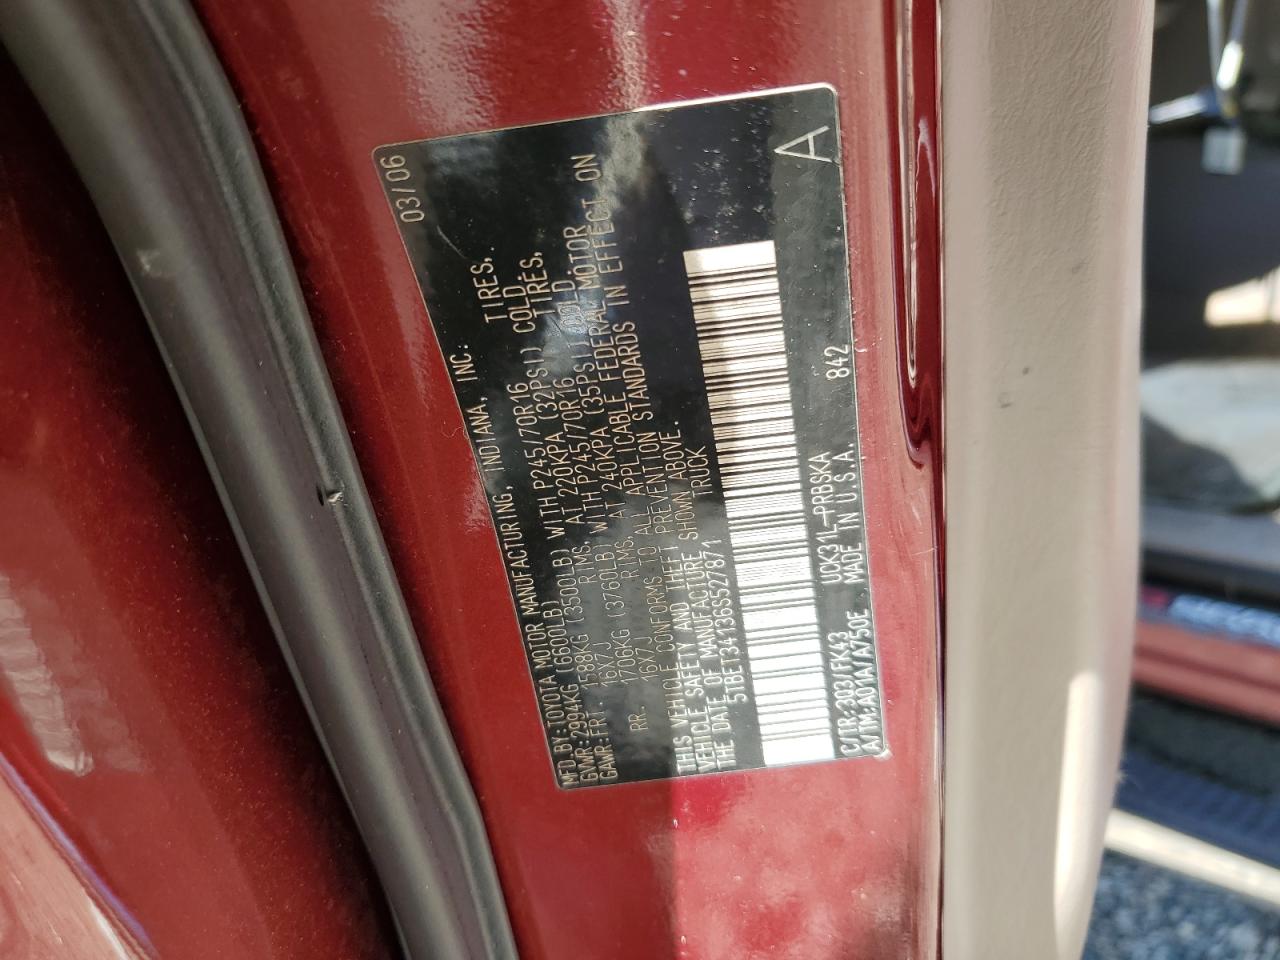 MFD. BY: TOYOTA MOTOR MANUFACTURING, INDIANA, INC. 03/06
GVWR: 2994KG (6600LB)
GAWR: FRT. 1588KG (3500LB) WITH P245/70R16 TIRES,
16X7J RIMS, AT 220KPA (32PSI) COLD.
RR. 1706KG (3760LB) WITH P245/70R16 TIRES,
16X7J RIMS, AT 240KPA (35PSI) COLD.
THIS VEHICLE CONFORMS TO ALL APPLICABLE FEDERAL MOTOR
VEHICLE SAFETY AND THEFT PREVENTION STANDARDS IN EFFECT ON
THE DATE OF MANUFACTURE SHOWN ABOVE.
5TBET34136S527871 TRUCK
C/TR: 3Q3/FK43 UCK31L-PRBSKA 842 A
A/TM: A01A/A750E MADE IN U.S.A.